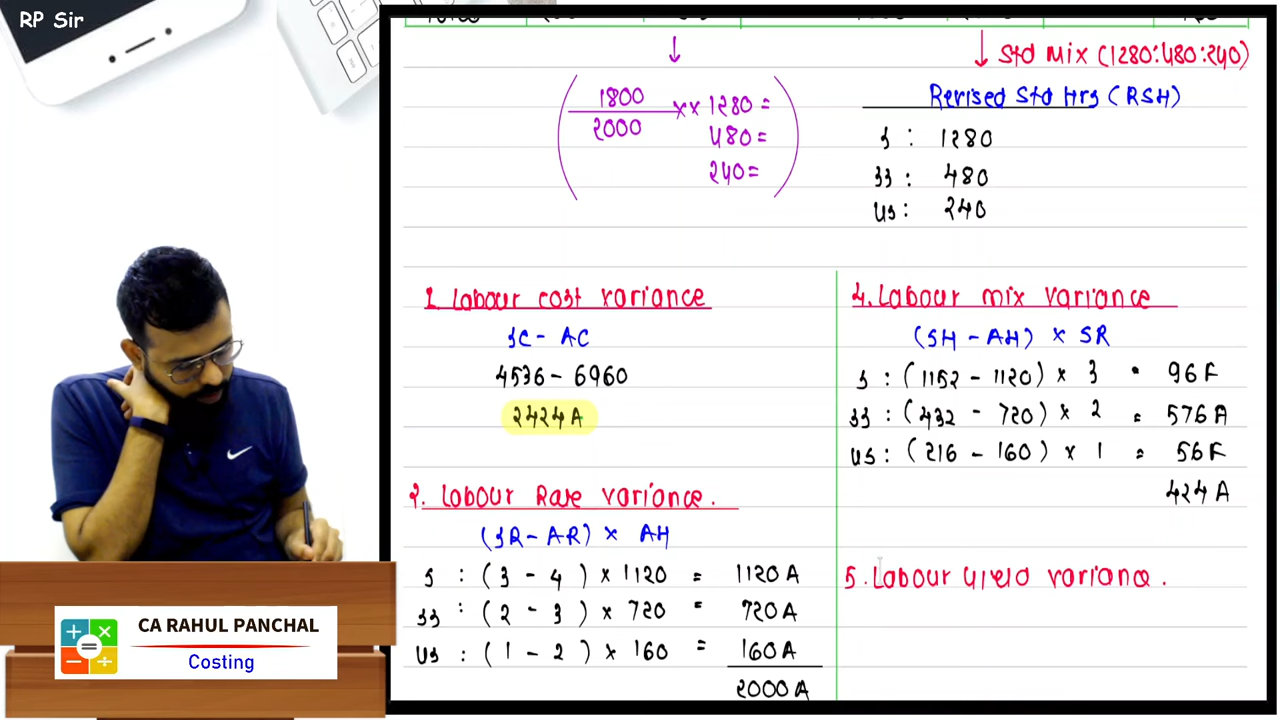 RP Sir
Std Mix (1280:480:240)
1800
2000
× × 1280 =
480 =
240 =
Revised Std Hrs (RSH)
S : 1280
SS : 480
US : 240
1. Labour cost variance
SC - AC
4536 - 6960
2424 A
2. Labour Rate variance.
(SR - AR) × AH
S : (3 - 4) × 1120 = 1120 A
SS : (2 - 3) × 720 = 720 A
US : (1 - 2) × 160 = 160 A
2000 A
4. Labour mix variance
(SH - AH) × SR
S : (1152 - 1120) × 3 = 96 F
SS : (432 - 720) × 2 = 576 A
US : (216 - 160) × 1 = 56 F
424 A
5. Labour yield variance.
CA RAHUL PANCHAL
Costing